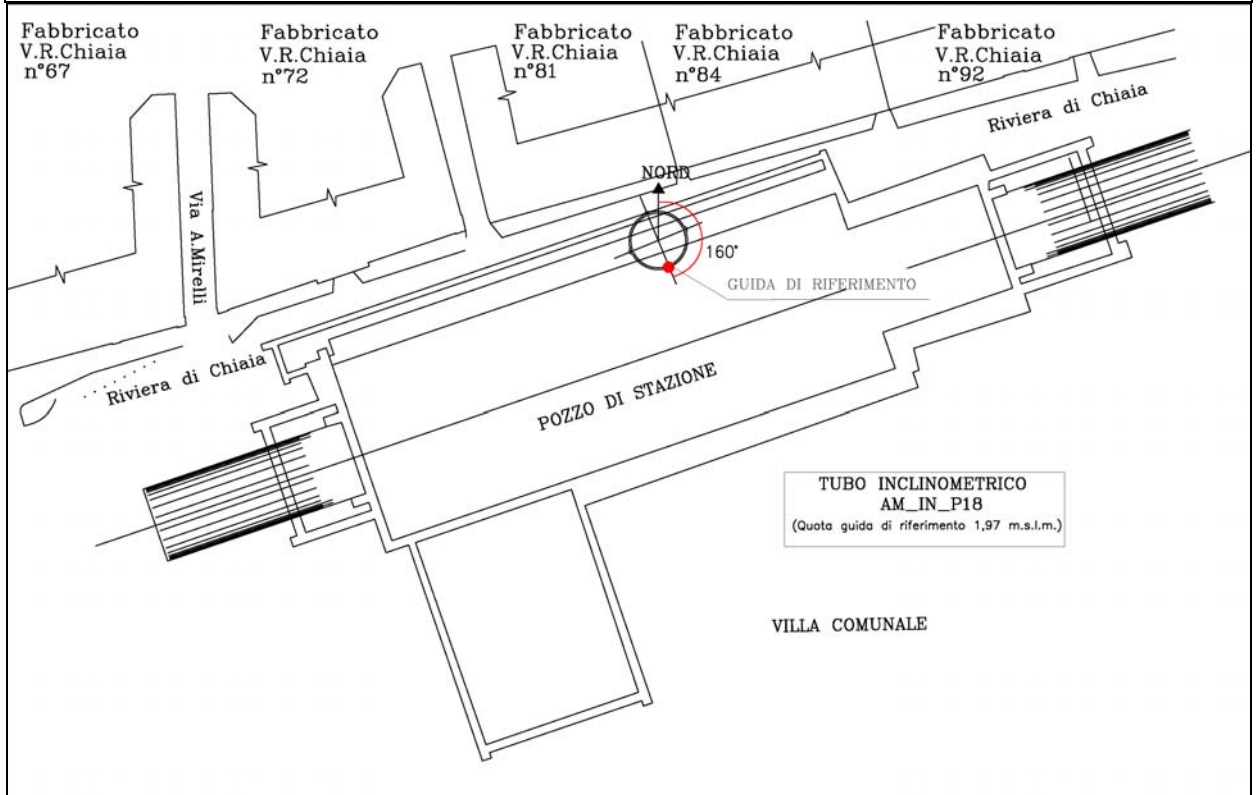 Fabbricato
V.R.Chiaia
n°67
Fabbricato
V.R.Chiaia
n°72
Fabbricato
V.R.Chiaia
n°81
Fabbricato
V.R.Chiaia
n°84
Fabbricato
V.R.Chiaia
n°92
Riviera di Chiaia
NORD
Via A.Mirelli
160°
GUIDA DI RIFERIMENTO
Riviera di Chiaia
POZZO DI STAZIONE
TUBO INCLINOMETRICO
AM_IN_P18
(Quota guida di riferimento 1,97 m.s.l.m.)
VILLA COMUNALE